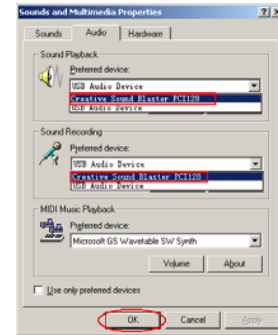 Sounds and Multimedia Properties
Sounds Audio Hardware
Sound Playback
Preferred device:
USB Audio Device
Creative Sound Blaster PCI128
USB Audio Device
Sound Recording
Preferred device:
USB Audio Device
Creative Sound Blaster PCI128
USB Audio Device
MIDI Music Playback
Preferred device:
Microsoft GS Wavetable SW Synth
Volume About
Use only preferred devices
OK Cancel Apply